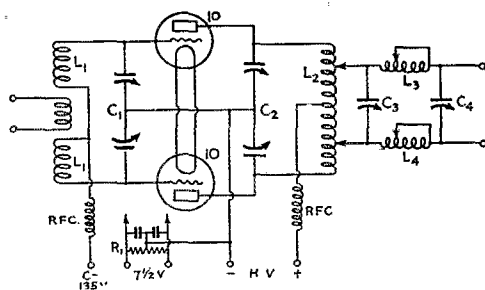 10
L1
L2
L3
C1
C2
C3
C4
L1
10
L4
RFC.
R1
RFC
C-
135V
7½V
- H V +